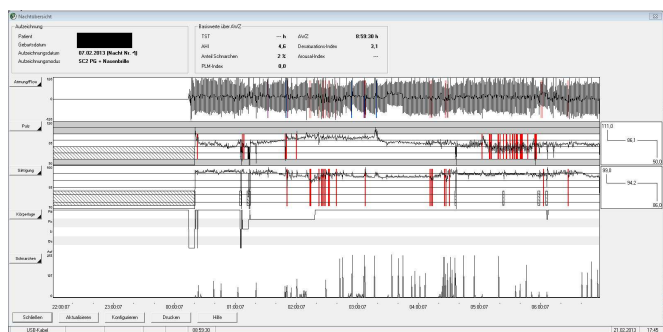 Nachtübersicht
Aufzeichnung
Patient
Geburtsdatum
Aufzeichnungsdatum 07.02.2013 (Nacht Nr. 4)
Aufzeichnungsmodus SC2 PG + Nasenbrille
Basiswerte über AVZ
TST --- h AVZ 8:59:30 h
AHI 4,6 Desaturations-Index 3,1
Anteil Schnarchen 2 % Arousal-Index ---
PLM-Index 0,0
Atmung/Flow
Puls
111,0
86,1
50,0
Sättigung
99,0
94,2
86,0
Körperlage
Schnarchen
22:00:07 23:00:07 00:00:07 01:00:07 02:00:07 03:00:07 04:00:07 05:00:07 06:00:07
Schließen Aktualisieren Konfigurieren Drucken Hilfe
USB-Kabel 08:59:30 21.02.2013 17:45